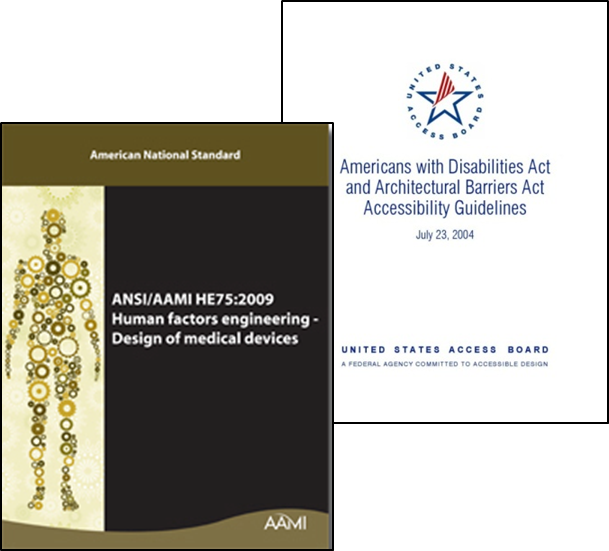 UNITED STATES
ACCESS BOARD
Americans with Disabilities Act
and Architectural Barriers Act
Accessibility Guidelines
July 23, 2004
UNITED STATES ACCESS BOARD
A FEDERAL AGENCY COMMITTED TO ACCESSIBLE DESIGN
American National Standard
ANSI/AAMI HE75:2009
Human factors engineering -
Design of medical devices
AAMI